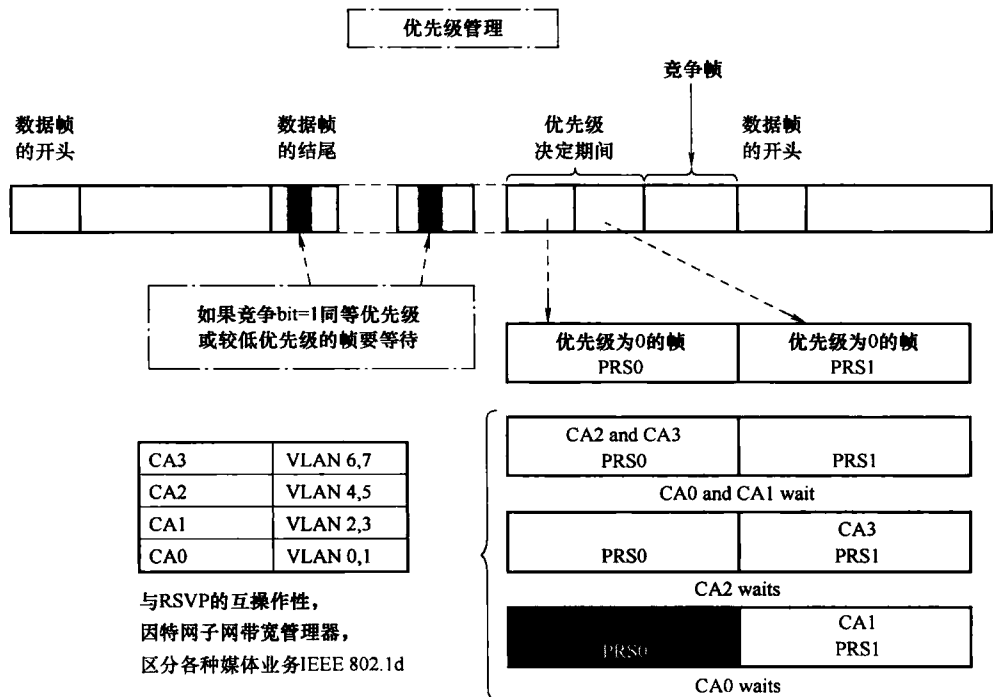 优先级管理
竞争帧
数据帧
的开头
数据帧
的结尾
优先级
决定期间
数据帧
的开头
如果竞争bit=1同等优先级
或较低优先级的帧要等待
优先级为0的帧
PRS0
优先级为0的帧
PRS1
CA2 and CA3
PRS0
PRS1
CA0 and CA1 wait
CA3 VLAN 6,7
CA2 VLAN 4,5
CA1 VLAN 2,3
CA0 VLAN 0,1
PRS0
CA3
PRS1
CA2 waits
与RSVP的互操作性，
因特网子网带宽管理器，
区分各种媒体业务IEEE 802.1d
PRS0
CA1
PRS1
CA0 waits